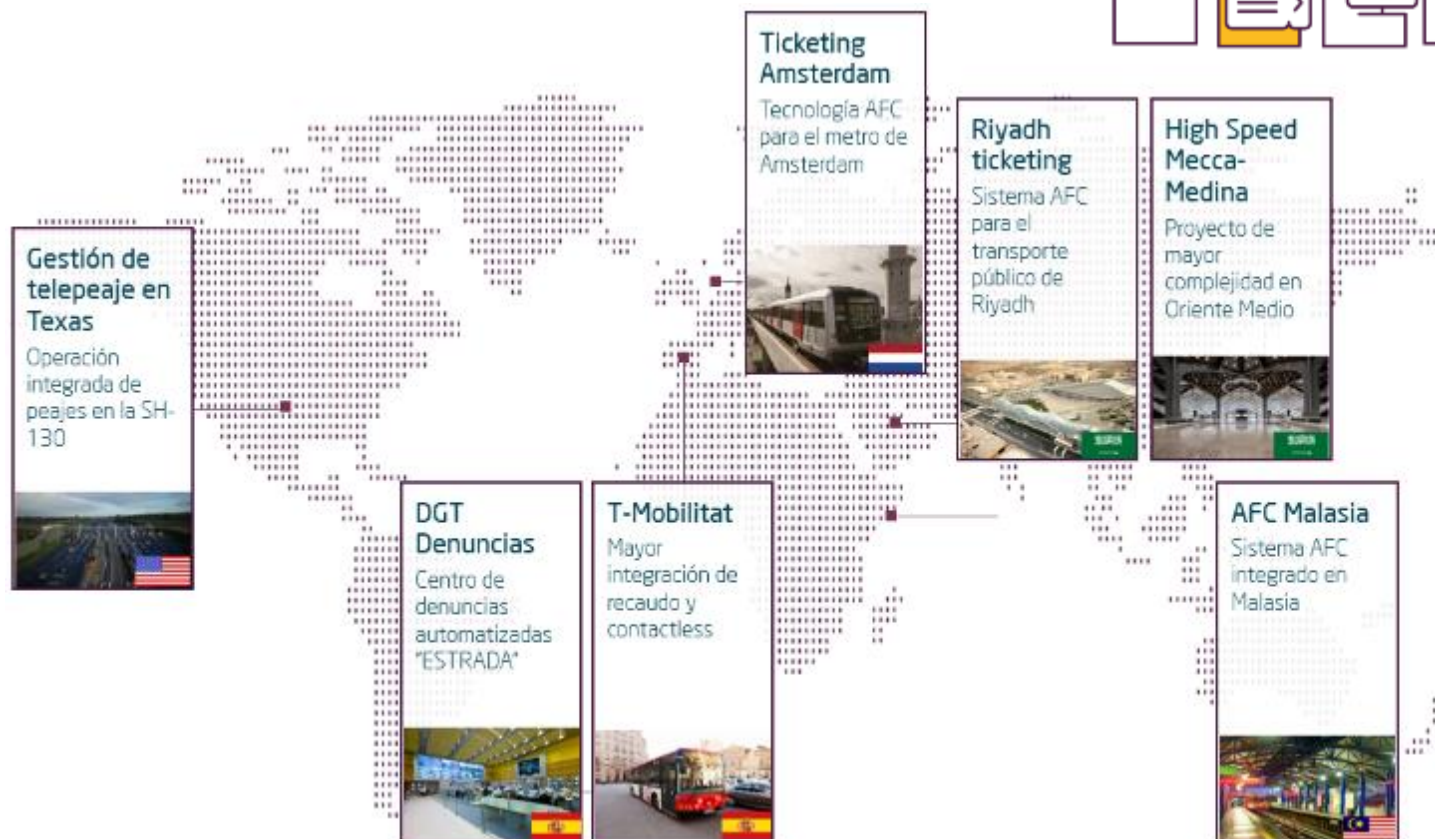 Ticketing
Amsterdam
Tecnología AFC
para el metro de
Amsterdam
Riyadh
ticketing
Sistema AFC
para el
transporte
público de
Riyadh
High Speed
Mecca-
Medina
Proyecto de
mayor
complejidad en
Oriente Medio
Gestión de
telepeaje en
Texas
Operación
integrada de
peajes en la SH-
130
DGT
Denuncias
Centro de
denuncias
automatizadas
"ESTRADA"
T-Mobilitat
Mayor
integración de
recaudo y
contactless
AFC Malasia
Sistema AFC
integrado en
Malasia